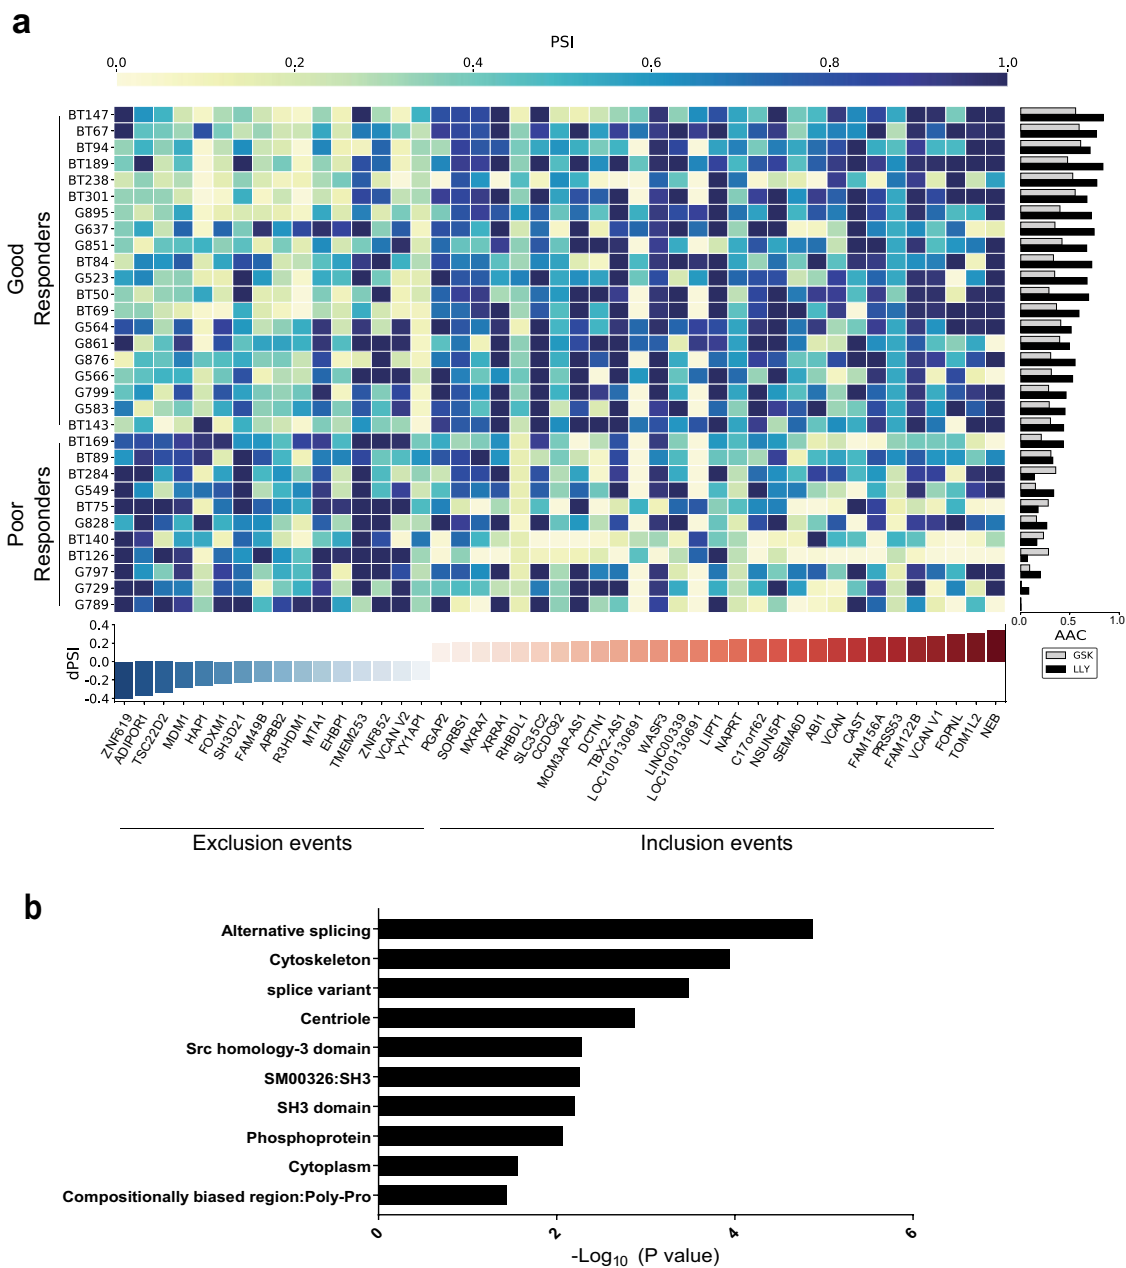 a
PSI
0.0 0.2 0.4 0.6 0.8 1.0
Good Responders
BT147
BT67
BT94
BT189
BT238
BT301
G895
G637
G851
BT84
G523
BT50
BT69
G564
G861
G876
G566
G799
G583
BT143
Poor Responders
BT169
BT89
BT284
G549
BT75
G828
BT140
BT126
G797
G729
G789
0.0 0.5 1.0
AAC
GSK
LLY
dPSI
0.4
0.2
0.0
-0.2
-0.4
ZNF619
ADIPOR1
TSC22D2
MDM1
HAP1
FOXM1
SH3D21
FAM49B
APBB2
R3HDM1
MTA1
EHBP1
TMEM253
ZNF852
VCAN V2
YY1AP1
PGAP2
SORBS1
MXRA7
XRRA1
RHBDL1
SLC35C2
CCDC92
MCM3AP-AS1
DCTN1
TBX2-AS1
LOC100130691
WASF3
LINC00339
LOC100130691
LIPT1
NAPRT
C17orf62
NSUN5P1
SEMA6D
ABI1
VCAN
CAST
FAM156A
PRSS53
FAM122B
VCAN V1
FOPNL
TOM1L2
NEB
Exclusion events
Inclusion events
b
Alternative splicing
Cytoskeleton
splice variant
Centriole
Src homology-3 domain
SM00326:SH3
SH3 domain
Phosphoprotein
Cytoplasm
Compositionally biased region:Poly-Pro
0 2 4 6
-Log10 (P value)